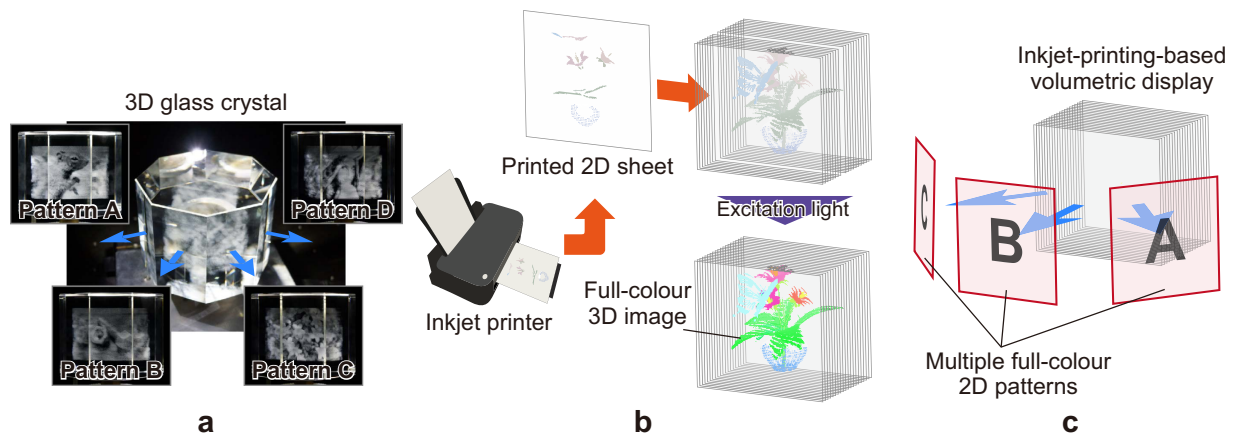 3D glass crystal
Pattern A
Pattern D
Pattern B
Pattern C
a
Printed 2D sheet
Excitation light
Inkjet printer
Full-colour
3D image
b
Inkjet-printing-based
volumetric display
C
B
A
Multiple full-colour
2D patterns
c